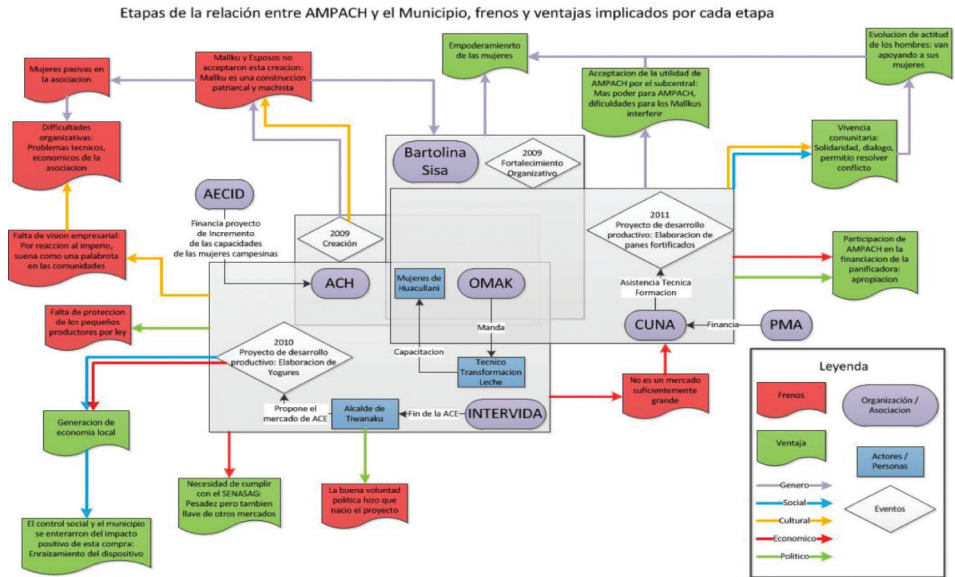 Etapas de la relación entre AMPACH y el Municipio, frenos y ventajas implicados por cada etapa
Mujeres pasivas en
la asociacion
Mallku y Esposos no
acceptaron esta creacion:
Mallku es una construccion
patriarcal y machista
Empoderamienrto
de las mujeres
Evolucion de actitud
de los hombres: van
apoyando a sus
mujeres
Acceptacion de la utilidad de
AMPACH por el subcentral:
Mas poder para AMPACH,
dificuldades para los Mallkus
interferir
Difficultades
organizativas:
Problemas tecnicos,
economicos de la
asociacion
Vivencia
comunitaria:
Solidaridad, dialogo,
permitio resolver
conflicto
Bartolina
Sisa
2009
Fortalecimiento
Organizativo
AECID
Financia proyecto
de Incremento
de las capacidades
de las mujeres campesinas
2009
Creación
2011
Proyecto de desarrollo
productivo: Elaboracion de
panes fortificados
Falta de vision empresarial:
Por reaccion al imperio,
suena como una palabrota
en las comunidades
Participacion de
AMPACH en la
financiacion de la
panificadora:
apropiacion
ACH
Mujeres de
Huacullani
OMAK
Asistencia Tecnica
Formacion
Falta de proteccion
de los pequeños
productores por ley
Manda
CUNA
Financia
PMA
2010
Proyecto de desarrollo
productivo: Elaboracion de
Yogures
Capacitacion
Tecnico
Transformacion
Leche
No es un mercado
suficientemente
grande
Propone el
mercado de ACE
Alcalde de
Tiwanaku
Fin de la ACE
INTERVIDA
Generacion de
economia local
Necesidad de cumplir
con el SENASAG:
Pesadez pero tambien
llave de otros mercados
La buena voluntad
politica hizo que
nacio el proyecto
El control social y el municipio
se enterarron del impacto
positivo de esta compra:
Enraizamiento del dispositivo
Leyenda
Frenos
Organización /
Asociacion
Ventaja
Actores /
Personas
Genero
Social
Cultural
Economico
Politico
Eventos